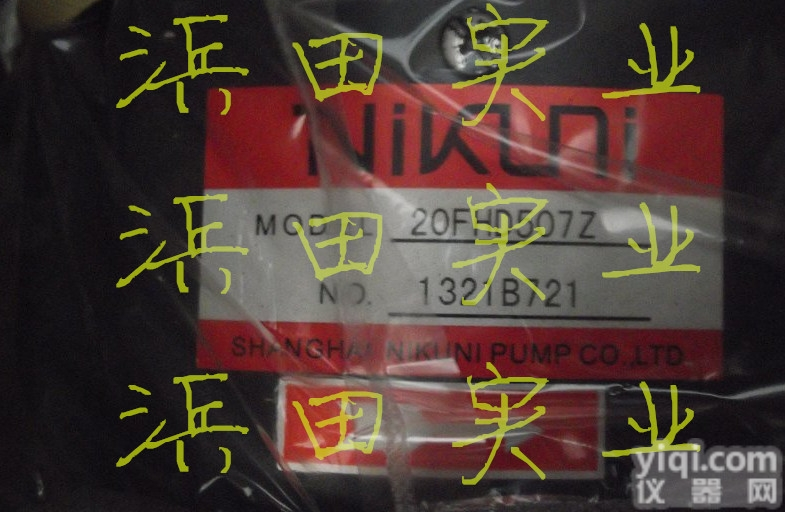 浜田实业
NiKUNi
MODEL 20FHD507Z
浜田实业
NO. 1321B721
SHANGHAI NIKUNI PUMP CO.,LTD
浜田实业
yiqi.com
仪器网